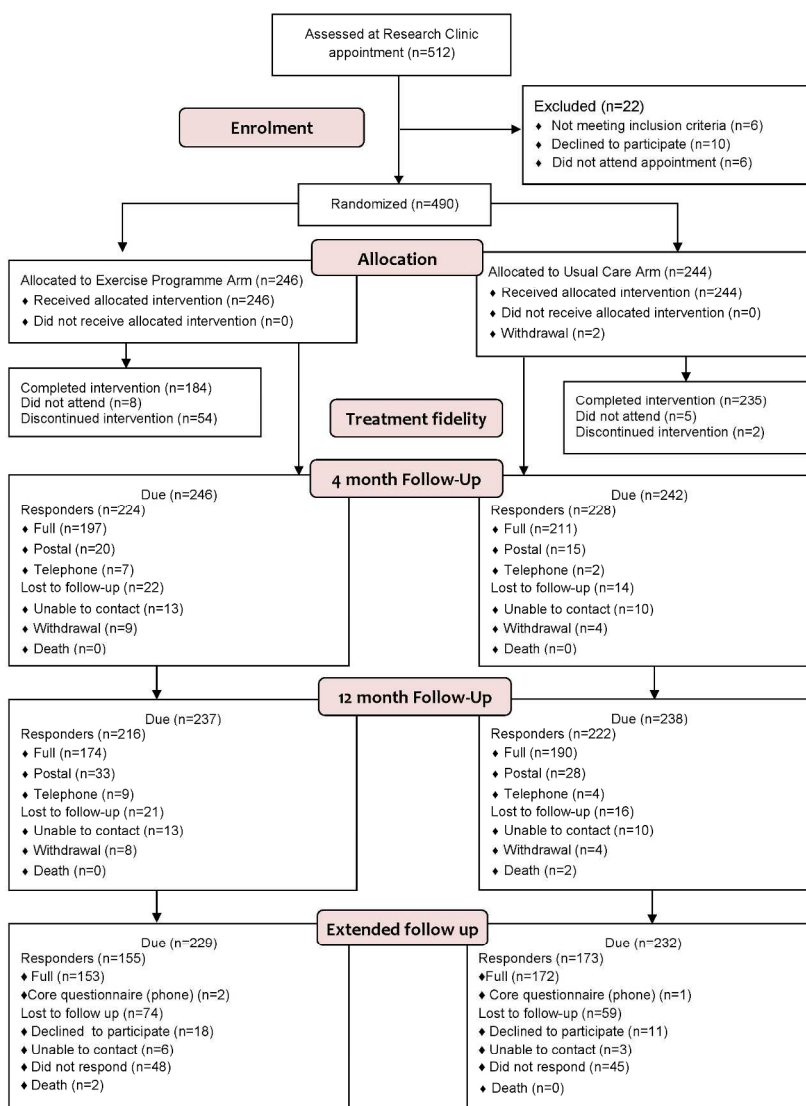 Assessed at Research Clinic
appointment (n=512)
Enrolment
Excluded (n=22)
♦ Not meeting inclusion criteria (n=6)
♦ Declined to participate (n=10)
♦ Did not attend appointment (n=6)
Randomized (n=490)
Allocation
Allocated to Exercise Programme Arm (n=246)
♦ Received allocated intervention (n=246)
♦ Did not receive allocated intervention (n=0)
Allocated to Usual Care Arm (n=244)
♦ Received allocated intervention (n=244)
♦ Did not receive allocated intervention (n=0)
♦ Withdrawal (n=2)
Completed intervention (n=184)
Did not attend (n=8)
Discontinued intervention (n=54)
Completed intervention (n=235)
Did not attend (n=5)
Discontinued intervention (n=2)
Treatment fidelity
4 month Follow-Up
Due (n=246)
Responders (n=224)
♦ Full (n=197)
♦ Postal (n=20)
♦ Telephone (n=7)
Lost to follow-up (n=22)
♦ Unable to contact (n=13)
♦ Withdrawal (n=9)
♦ Death (n=0)
Due (n=242)
Responders (n=228)
♦ Full (n=211)
♦ Postal (n=15)
♦ Telephone (n=2)
Lost to follow-up (n=14)
♦ Unable to contact (n=10)
♦ Withdrawal (n=4)
♦ Death (n=0)
12 month Follow-Up
Due (n=237)
Responders (n=216)
♦ Full (n=174)
♦ Postal (n=33)
♦ Telephone (n=9)
Lost to follow-up (n=21)
♦ Unable to contact (n=13)
♦ Withdrawal (n=8)
♦ Death (n=0)
Due (n=238)
Responders (n=222)
♦ Full (n=190)
♦ Postal (n=28)
♦ Telephone (n=4)
Lost to follow-up (n=16)
♦ Unable to contact (n=10)
♦ Withdrawal (n=4)
♦ Death (n=2)
Extended follow up
Due (n=229)
Responders (n=155)
♦ Full (n=153)
♦Core questionnaire (phone) (n=2)
Lost to follow up (n=74)
♦ Declined to participate (n=18)
♦ Unable to contact (n=6)
♦ Did not respond (n=48)
♦ Death (n=2)
Due (n=232)
Responders (n=173)
♦Full (n=172)
♦ Core questionnaire (phone) (n=1)
Lost to follow-up (n=59)
♦ Declined to participate (n=11)
♦ Unable to contact (n=3)
♦ Did not respond (n=45)
♦ Death (n=0)